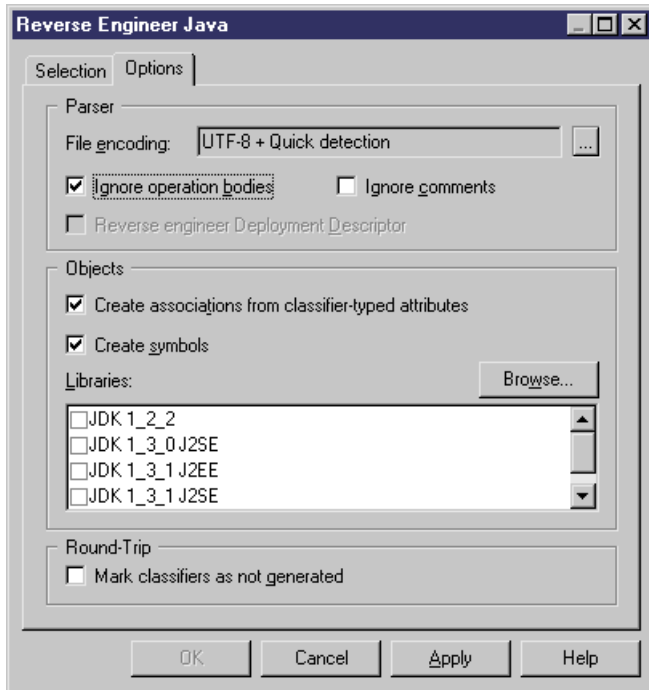 Reverse Engineer Java
Selection Options
Parser
File encoding: UTF-8 + Quick detection ...
Ignore operation bodies Ignore comments
Reverse engineer Deployment Descriptor
Objects
Create associations from classifier-typed attributes
Create symbols
Libraries: Browse...
JDK 1_2_2
JDK 1_3_0 J2SE
JDK 1_3_1 J2EE
JDK 1_3_1 J2SE
Round-Trip
Mark classifiers as not generated
OK Cancel Apply Help